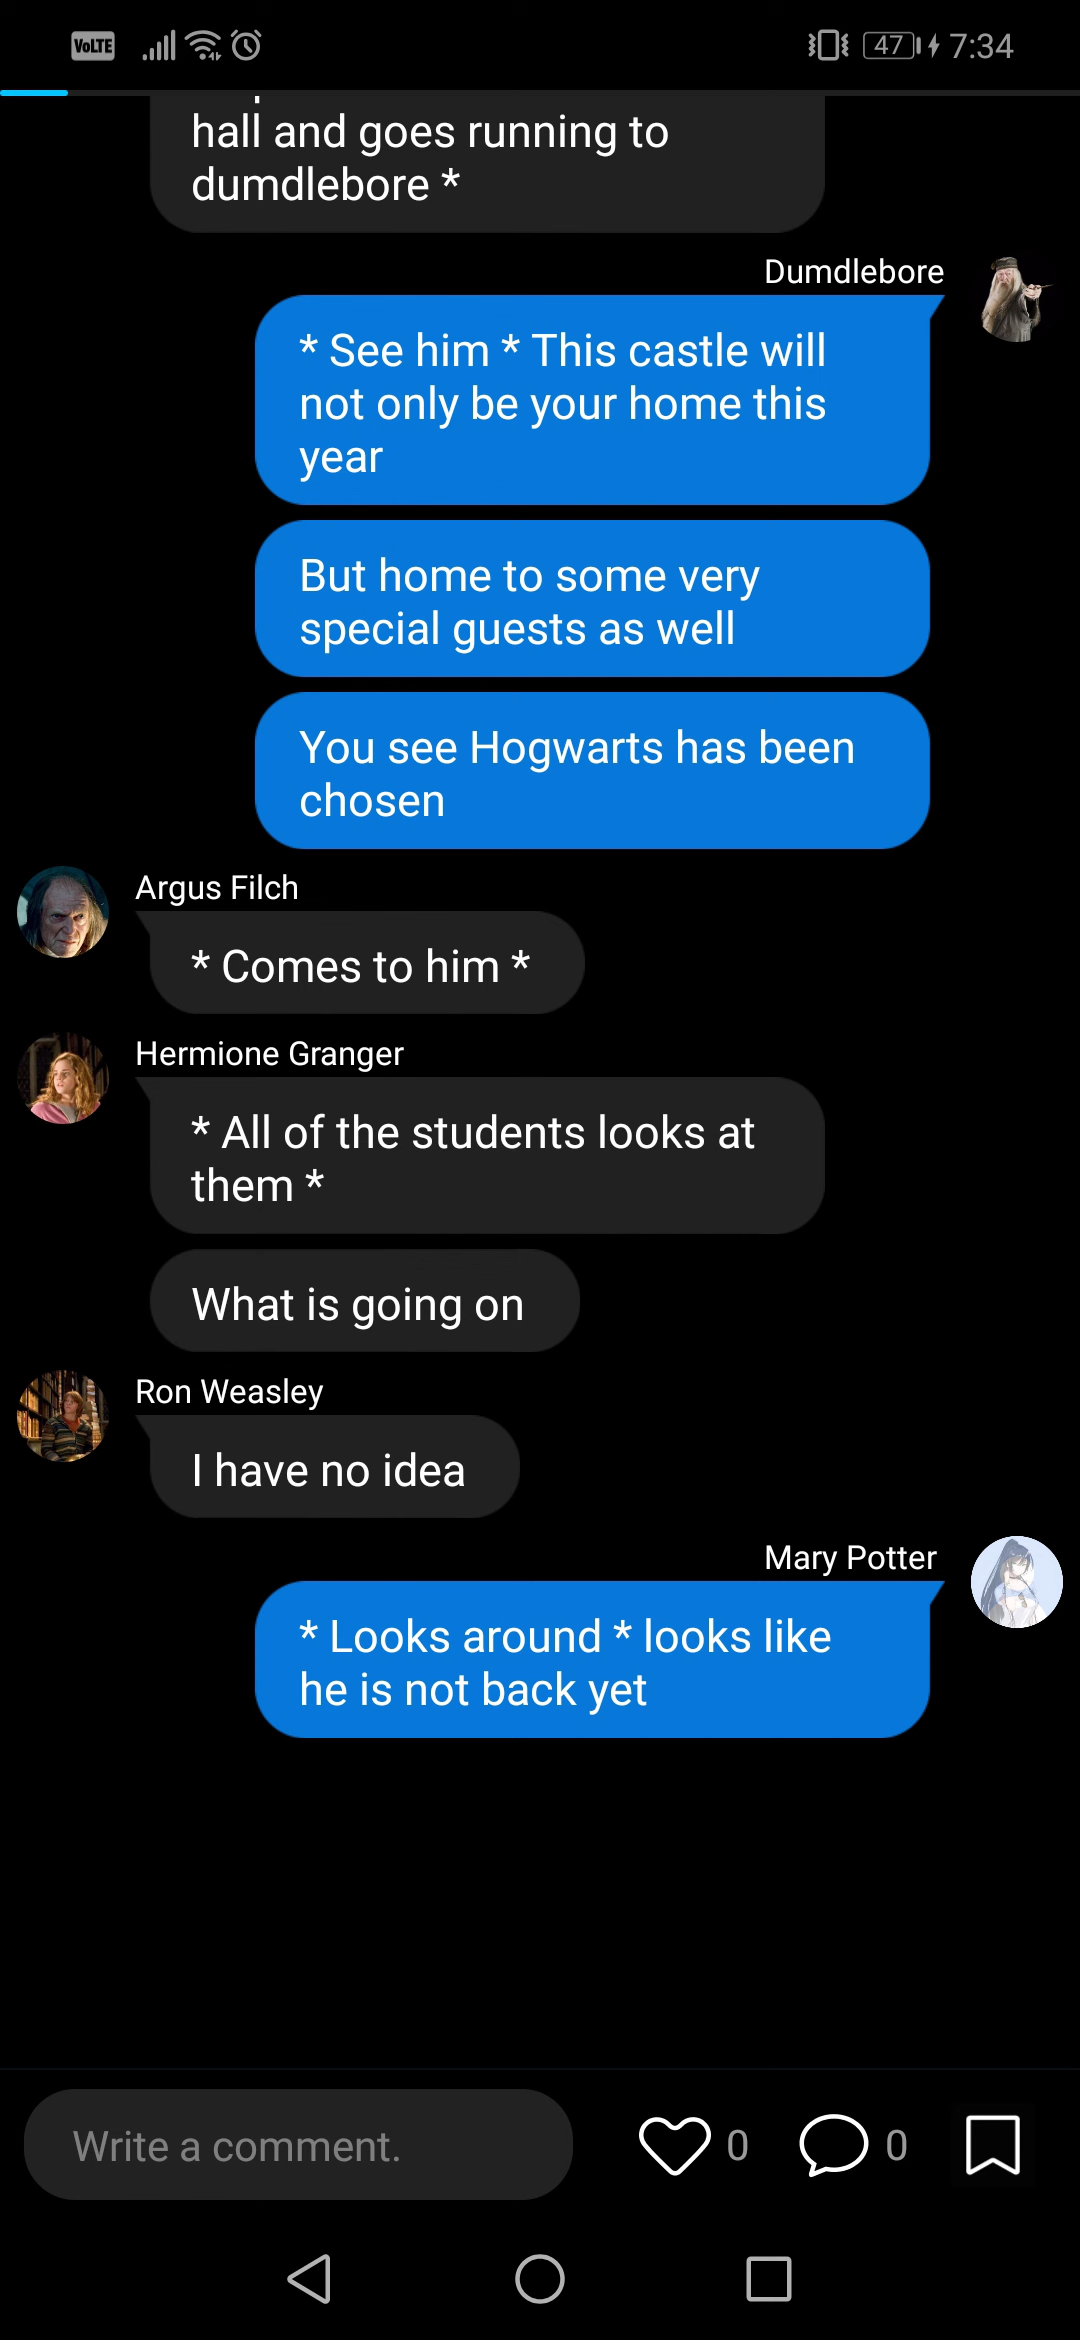 VoLTE 47 7:34
hall and goes running to
dumdlebore *
Dumdlebore
* See him * This castle will
not only be your home this
year
But home to some very
special guests as well
You see Hogwarts has been
chosen
Argus Filch
* Comes to him *
Hermione Granger
* All of the students looks at
them *
What is going on
Ron Weasley
I have no idea
Mary Potter
* Looks around * looks like
he is not back yet
Write a comment. 0 0